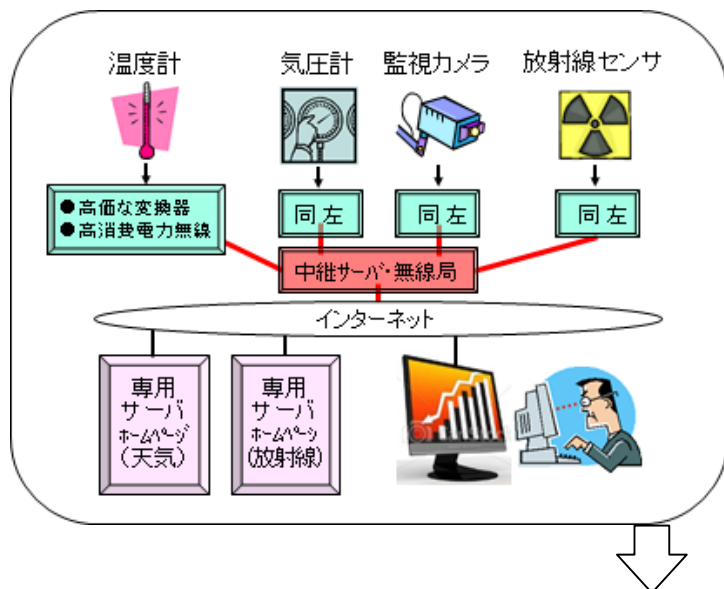 温度計
気圧計
監視カメラ
放射線センサ
●高価な変換器
●高消費電力無線
同左
同左
同左
中継サーバ・無線局
インターネット
専用
サーバ
ホームページ
(天気)
専用
サーバ
ホームページ
(放射線)